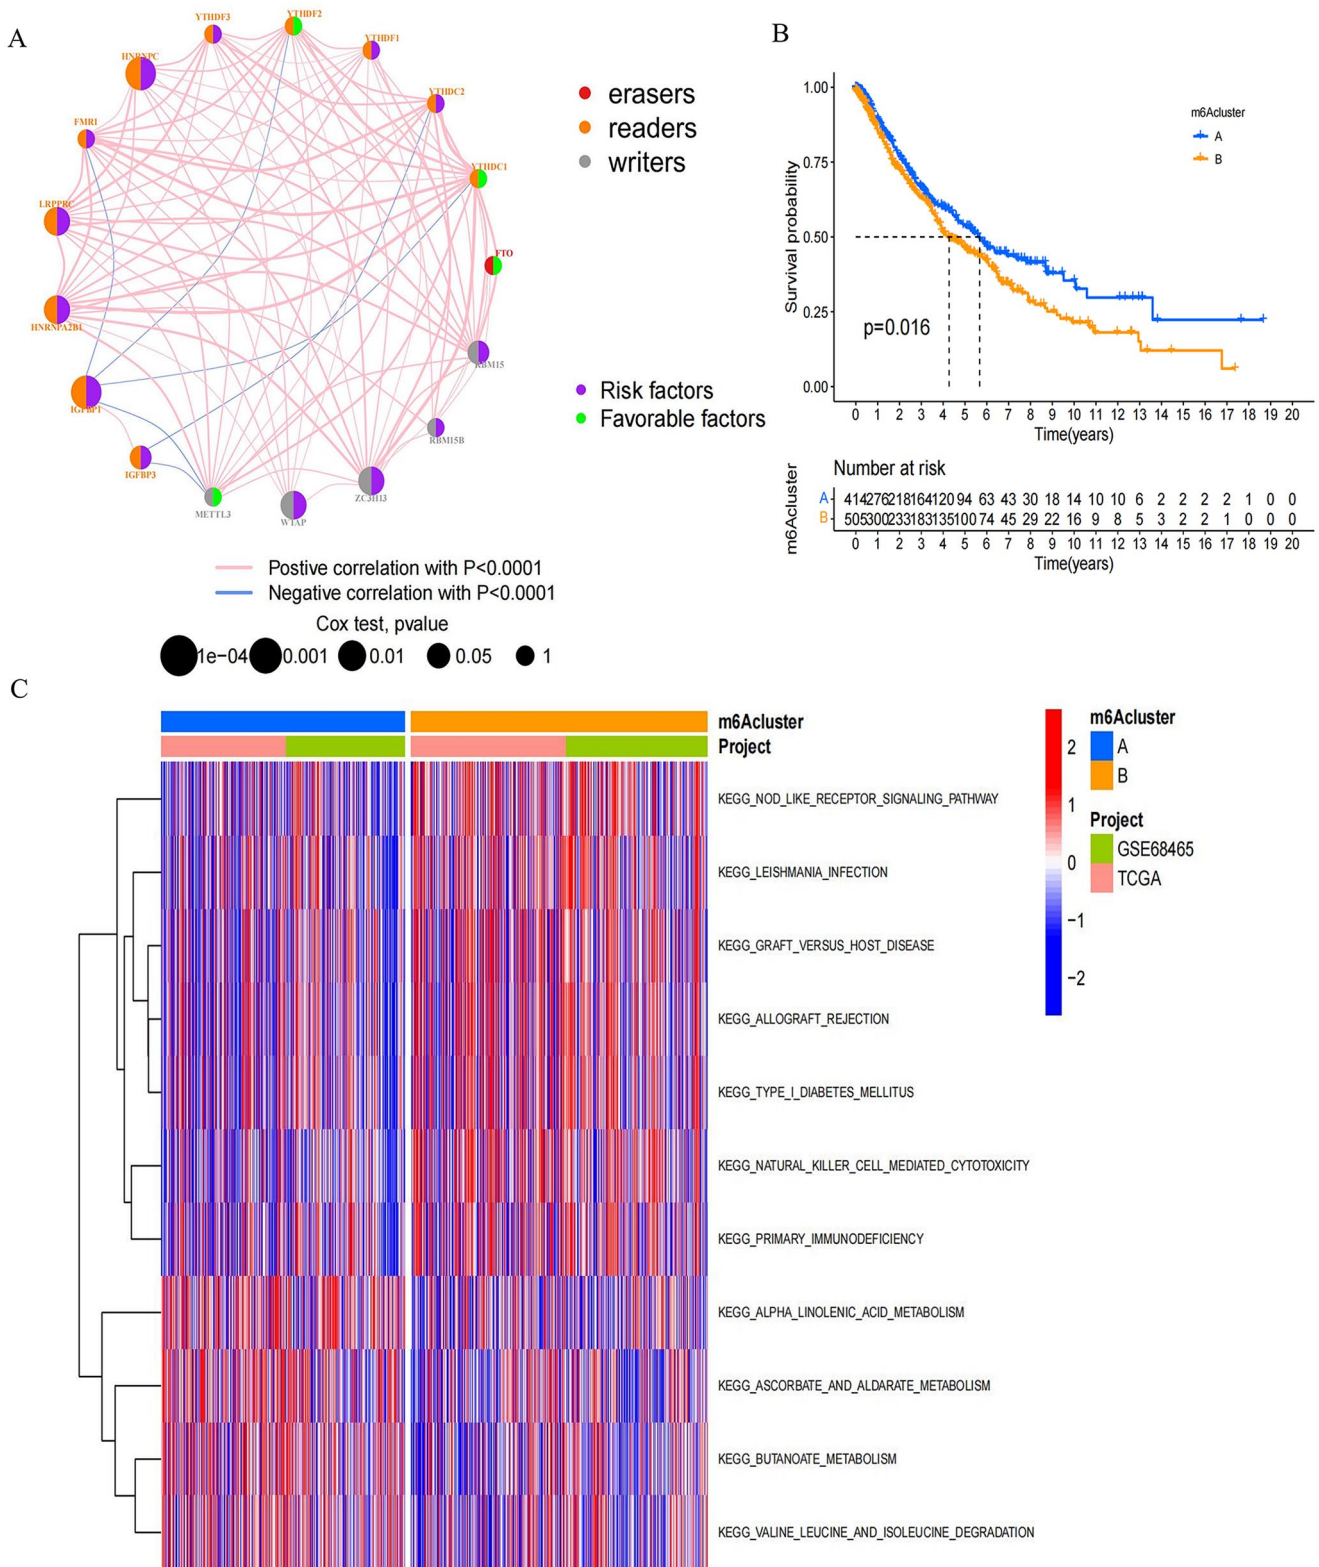 A
YTHDF3
YTHDF2
YTHDF1
HNRNPC
YTHDC2
FMR1
YTHDC1
LRPPRC
FTO
HNRNPA2B1
RBM15
IGFBP1
RBM15B
IGFBP3
ZC3H13
METTL3
WTAP
erasers
readers
writers
Risk factors
Favorable factors
Postive correlation with P<0.0001
Negative correlation with P<0.0001
Cox test, pvalue
1e−04 0.001 0.01 0.05 1
B
1.00
0.75
0.50
0.25
0.00
Survival probability
m6Acluster
A
B
p=0.016
0 1 2 3 4 5 6 7 8 9 10 11 12 13 14 15 16 17 18 19 20
Time(years)
Number at risk
m6Acluster
A 414 276 218 164 120 94 63 43 30 18 14 10 10 6 2 2 2 2 1 0 0
B 505 300 233 183 135 100 74 45 29 22 16 9 8 5 3 2 2 1 0 0 0
0 1 2 3 4 5 6 7 8 9 10 11 12 13 14 15 16 17 18 19 20
Time(years)
C
m6Acluster
Project
KEGG_NOD_LIKE_RECEPTOR_SIGNALING_PATHWAY
KEGG_LEISHMANIA_INFECTION
KEGG_GRAFT_VERSUS_HOST_DISEASE
KEGG_ALLOGRAFT_REJECTION
KEGG_TYPE_I_DIABETES_MELLITUS
KEGG_NATURAL_KILLER_CELL_MEDIATED_CYTOTOXICITY
KEGG_PRIMARY_IMMUNODEFICIENCY
KEGG_ALPHA_LINOLENIC_ACID_METABOLISM
KEGG_ASCORBATE_AND_ALDARATE_METABOLISM
KEGG_BUTANOATE_METABOLISM
KEGG_VALINE_LEUCINE_AND_ISOLEUCINE_DEGRADATION
2
1
0
−1
−2
m6Acluster
A
B
Project
GSE68465
TCGA